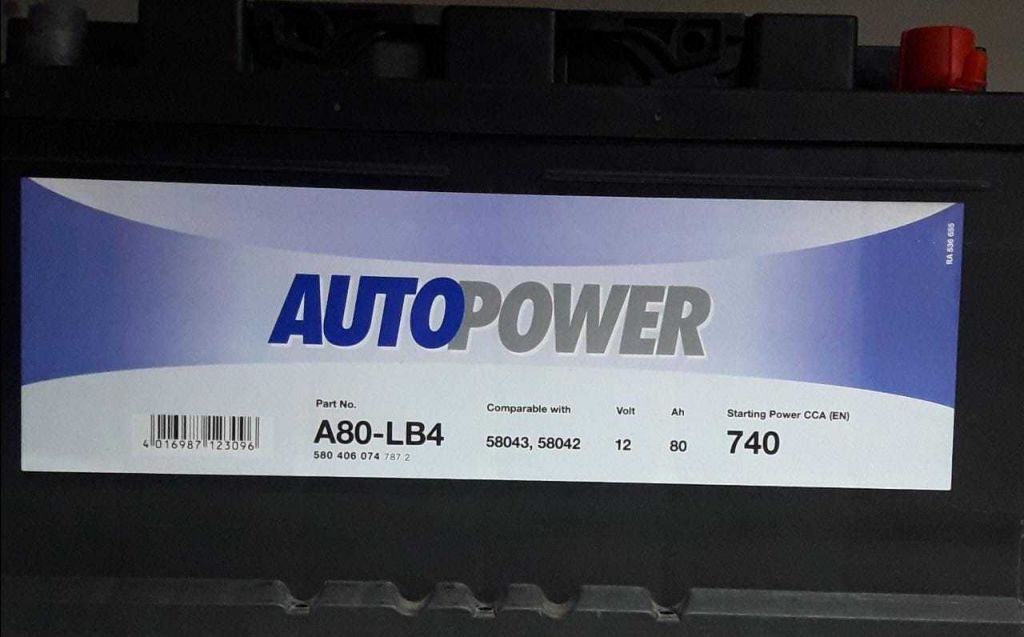 RA 536 655
AUTOPOWER
Part No. Comparable with Volt Ah Starting Power CCA (EN)
A80-LB4 58043, 58042 12 80 740
580 406 074 787 2
4 016987 123096